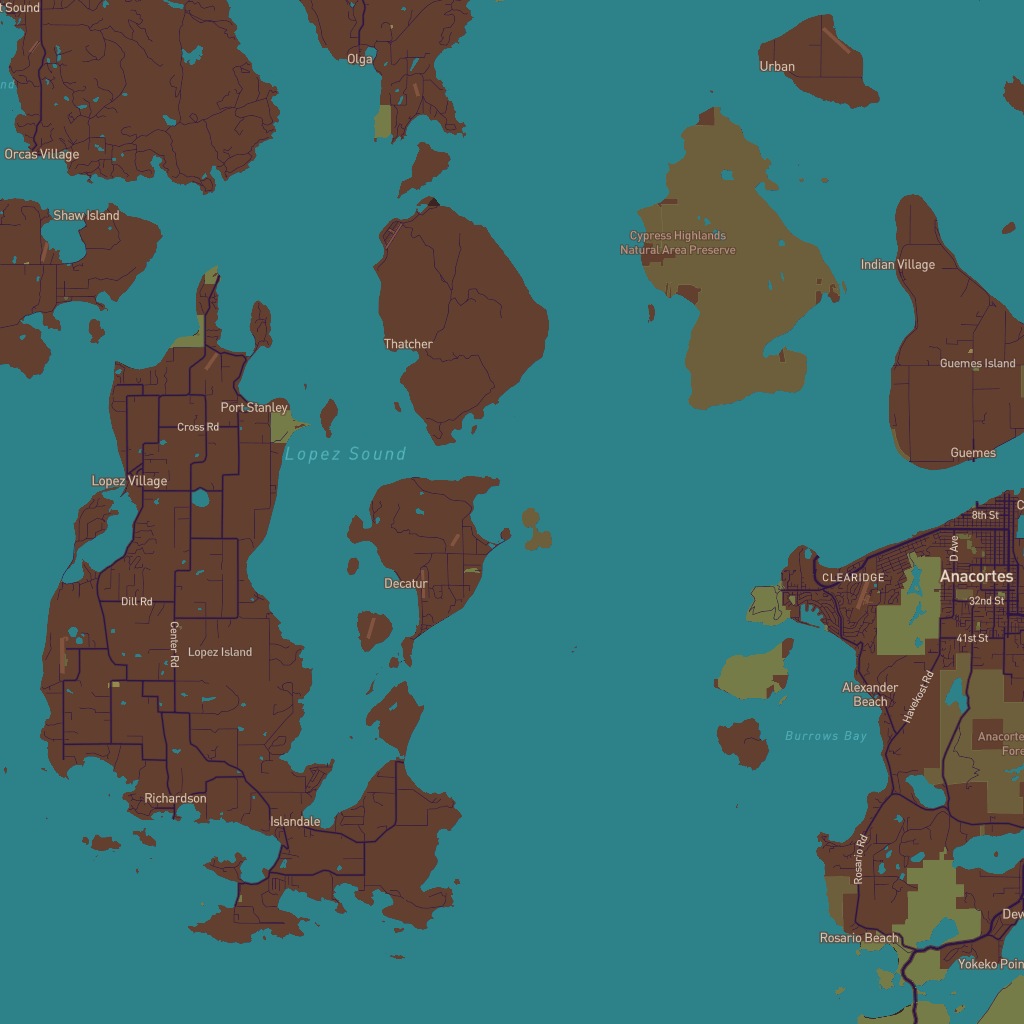 t Sound
Olga
Urban
nd
Orcas Village
Shaw Island
Cypress Highlands
Natural Area Preserve
Indian Village
Thatcher
Guemes Island
Port Stanley
Cross Rd
Lopez Sound
Guemes
Lopez Village
C
8th St
D Ave
Anacortes
CLEARIDGE
Decatur
Dill Rd
32nd St
Center Rd
41st St
Lopez Island
Havekost Rd
Alexander
Beach
Burrows Bay
Anacorte
Fore
Richardson
Islandale
Rosario Rd
Dew
Rosario Beach
Yokeko Poin